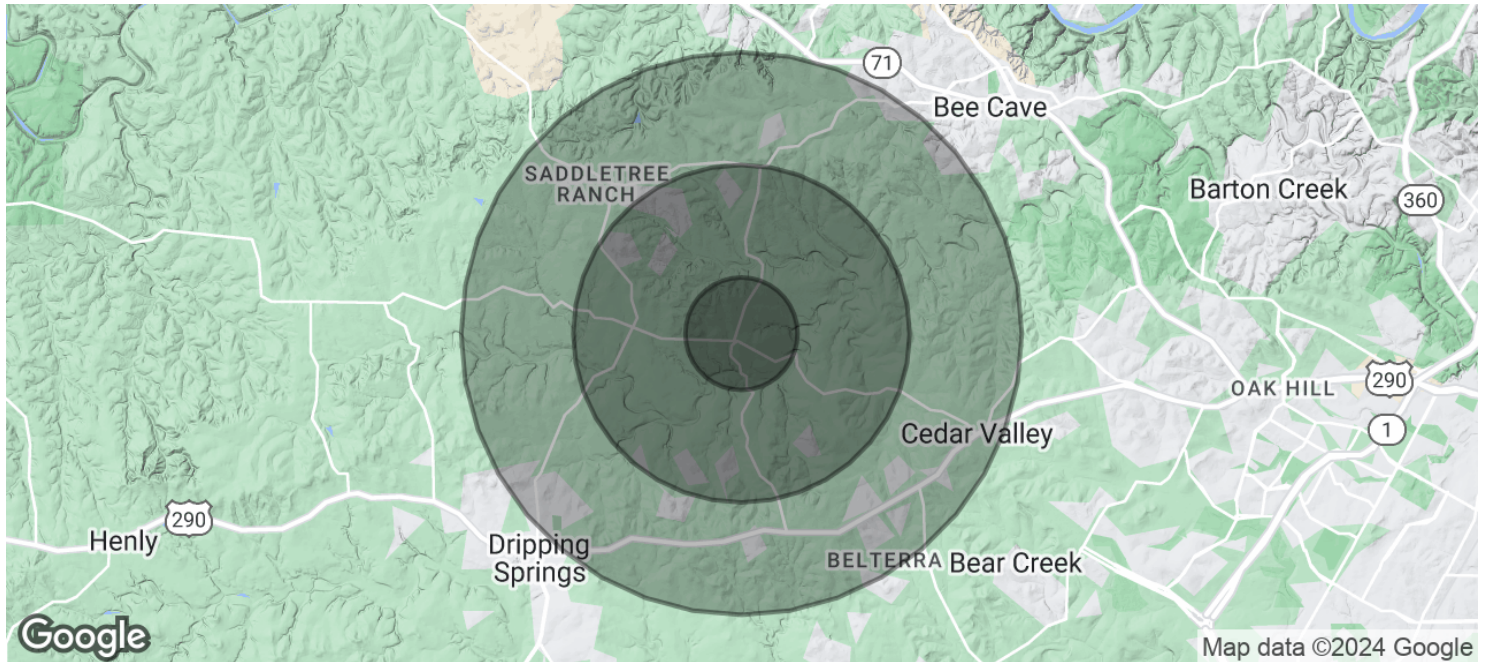 71
Bee Cave
SADDLETREE
RANCH
Barton Creek
360
OAK HILL
290
1
Cedar Valley
290
Henly
Dripping
Springs
BELTERRA
Bear Creek
Google
Map data ©2024 Google